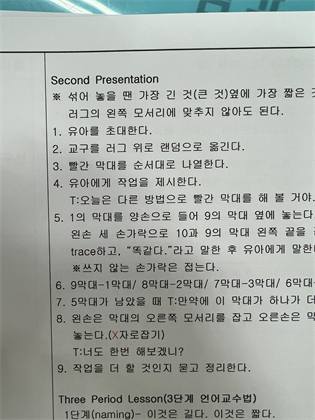 Second Presentation
※ 섞어 놓을 땐 가장 긴 것(큰 것)옆에 가장 짧은
러그의 왼쪽 모서리에 맞추지 않아도 된다.
1. 유아를 초대한다.
2. 교구를 러그 위로 랜덤으로 옮긴다.
3. 빨간 막대를 순서대로 나열한다.
4. 유아에게 작업을 제시한다.
T:오늘은 다른 방법으로 빨간 막대를 해 볼 거야.
5. 1의 막대를 양손으로 들어 9의 막대 옆에 놓는다
왼손 세 손가락으로 10과 9의 막대 왼쪽 끝을
trace하고, “똑같다.”라고 말한 후 유아에게 말한
※쓰지 않는 손가락은 접는다.
6. 9막대-1막대/ 8막대-2막대/ 7막대-3막대/ 6막대-
7. 5막대가 남았을 때 T:만약에 이 막대가 하나가 더
8. 왼손은 막대의 오른쪽 모서리를 잡고 오른손은 막
놓는다.(X자로잡기)
T:너도 한번 해보겠니?
9. 작업을 더 할 것인지 묻고 정리한다.
Three Period Lesson(3단계 언어교수법)
1단계(naming)- 이것은 길다. 이것은 짧다.